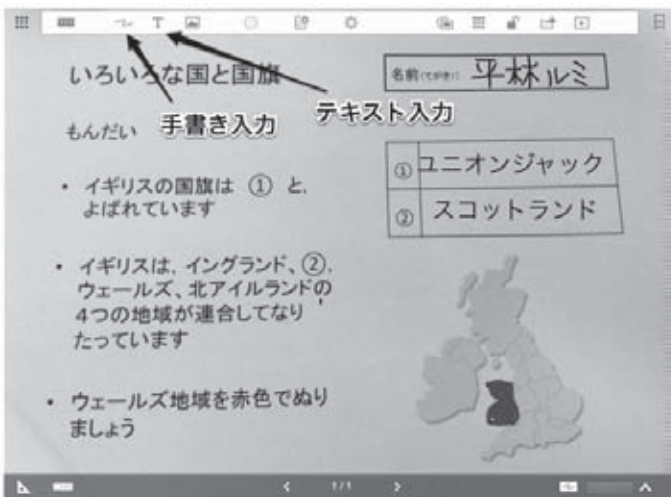 T
いろいろな国と国旗
名前(てがき): 平林ルミ
手書き入力
テキスト入力
もんだい
・ イギリスの国旗は ① と,
よばれています
① ユニオンジャック
② スコットランド
・ イギリスは, イングランド、②,
ウェールズ、北アイルランドの
4つの地域が連合してなり
たっています
・ ウェールズ地域を赤色でぬり
ましょう
1/1